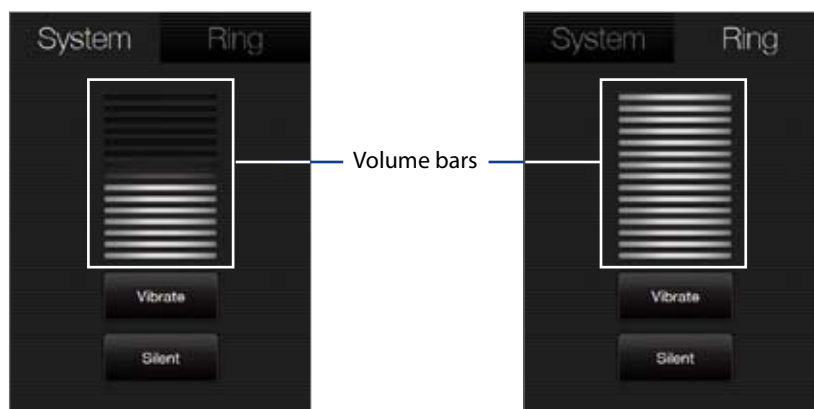 System Ring
Vibrate
Silent
Volume bars
System Ring
Vibrate
Silent